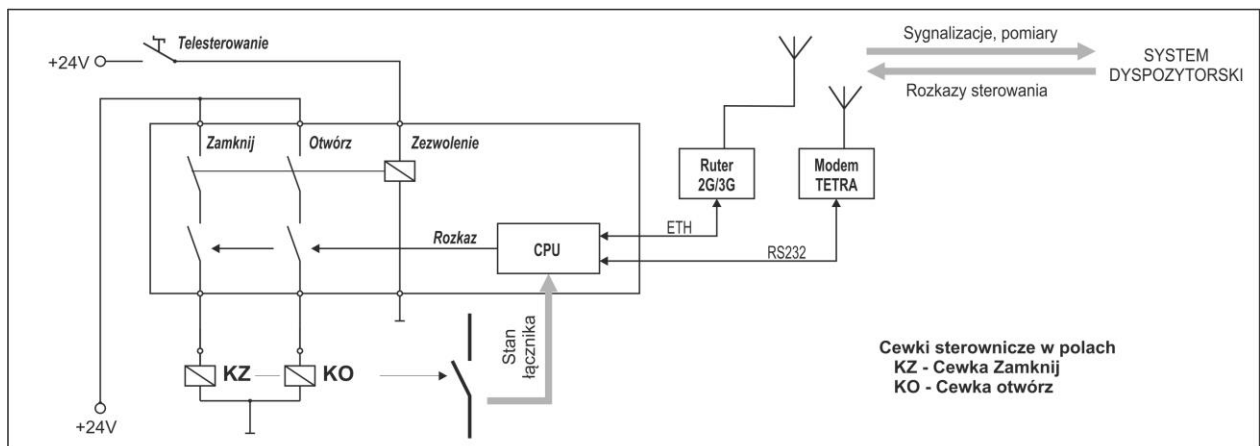 Telesterowanie
+24V
Sygnalizacje, pomiary
SYSTEM
DYSPOZYTORSKI
Rozkazy sterowania
Zamknij
Otwórz
Zezwolenie
Ruter
2G/3G
Modem
TETRA
Rozkaz
CPU
ETH
RS232
Stan
łącznika
KZ
KO
+24V
Cewki sterownicze w polach
KZ - Cewka Zamknij
KO - Cewka otwórz